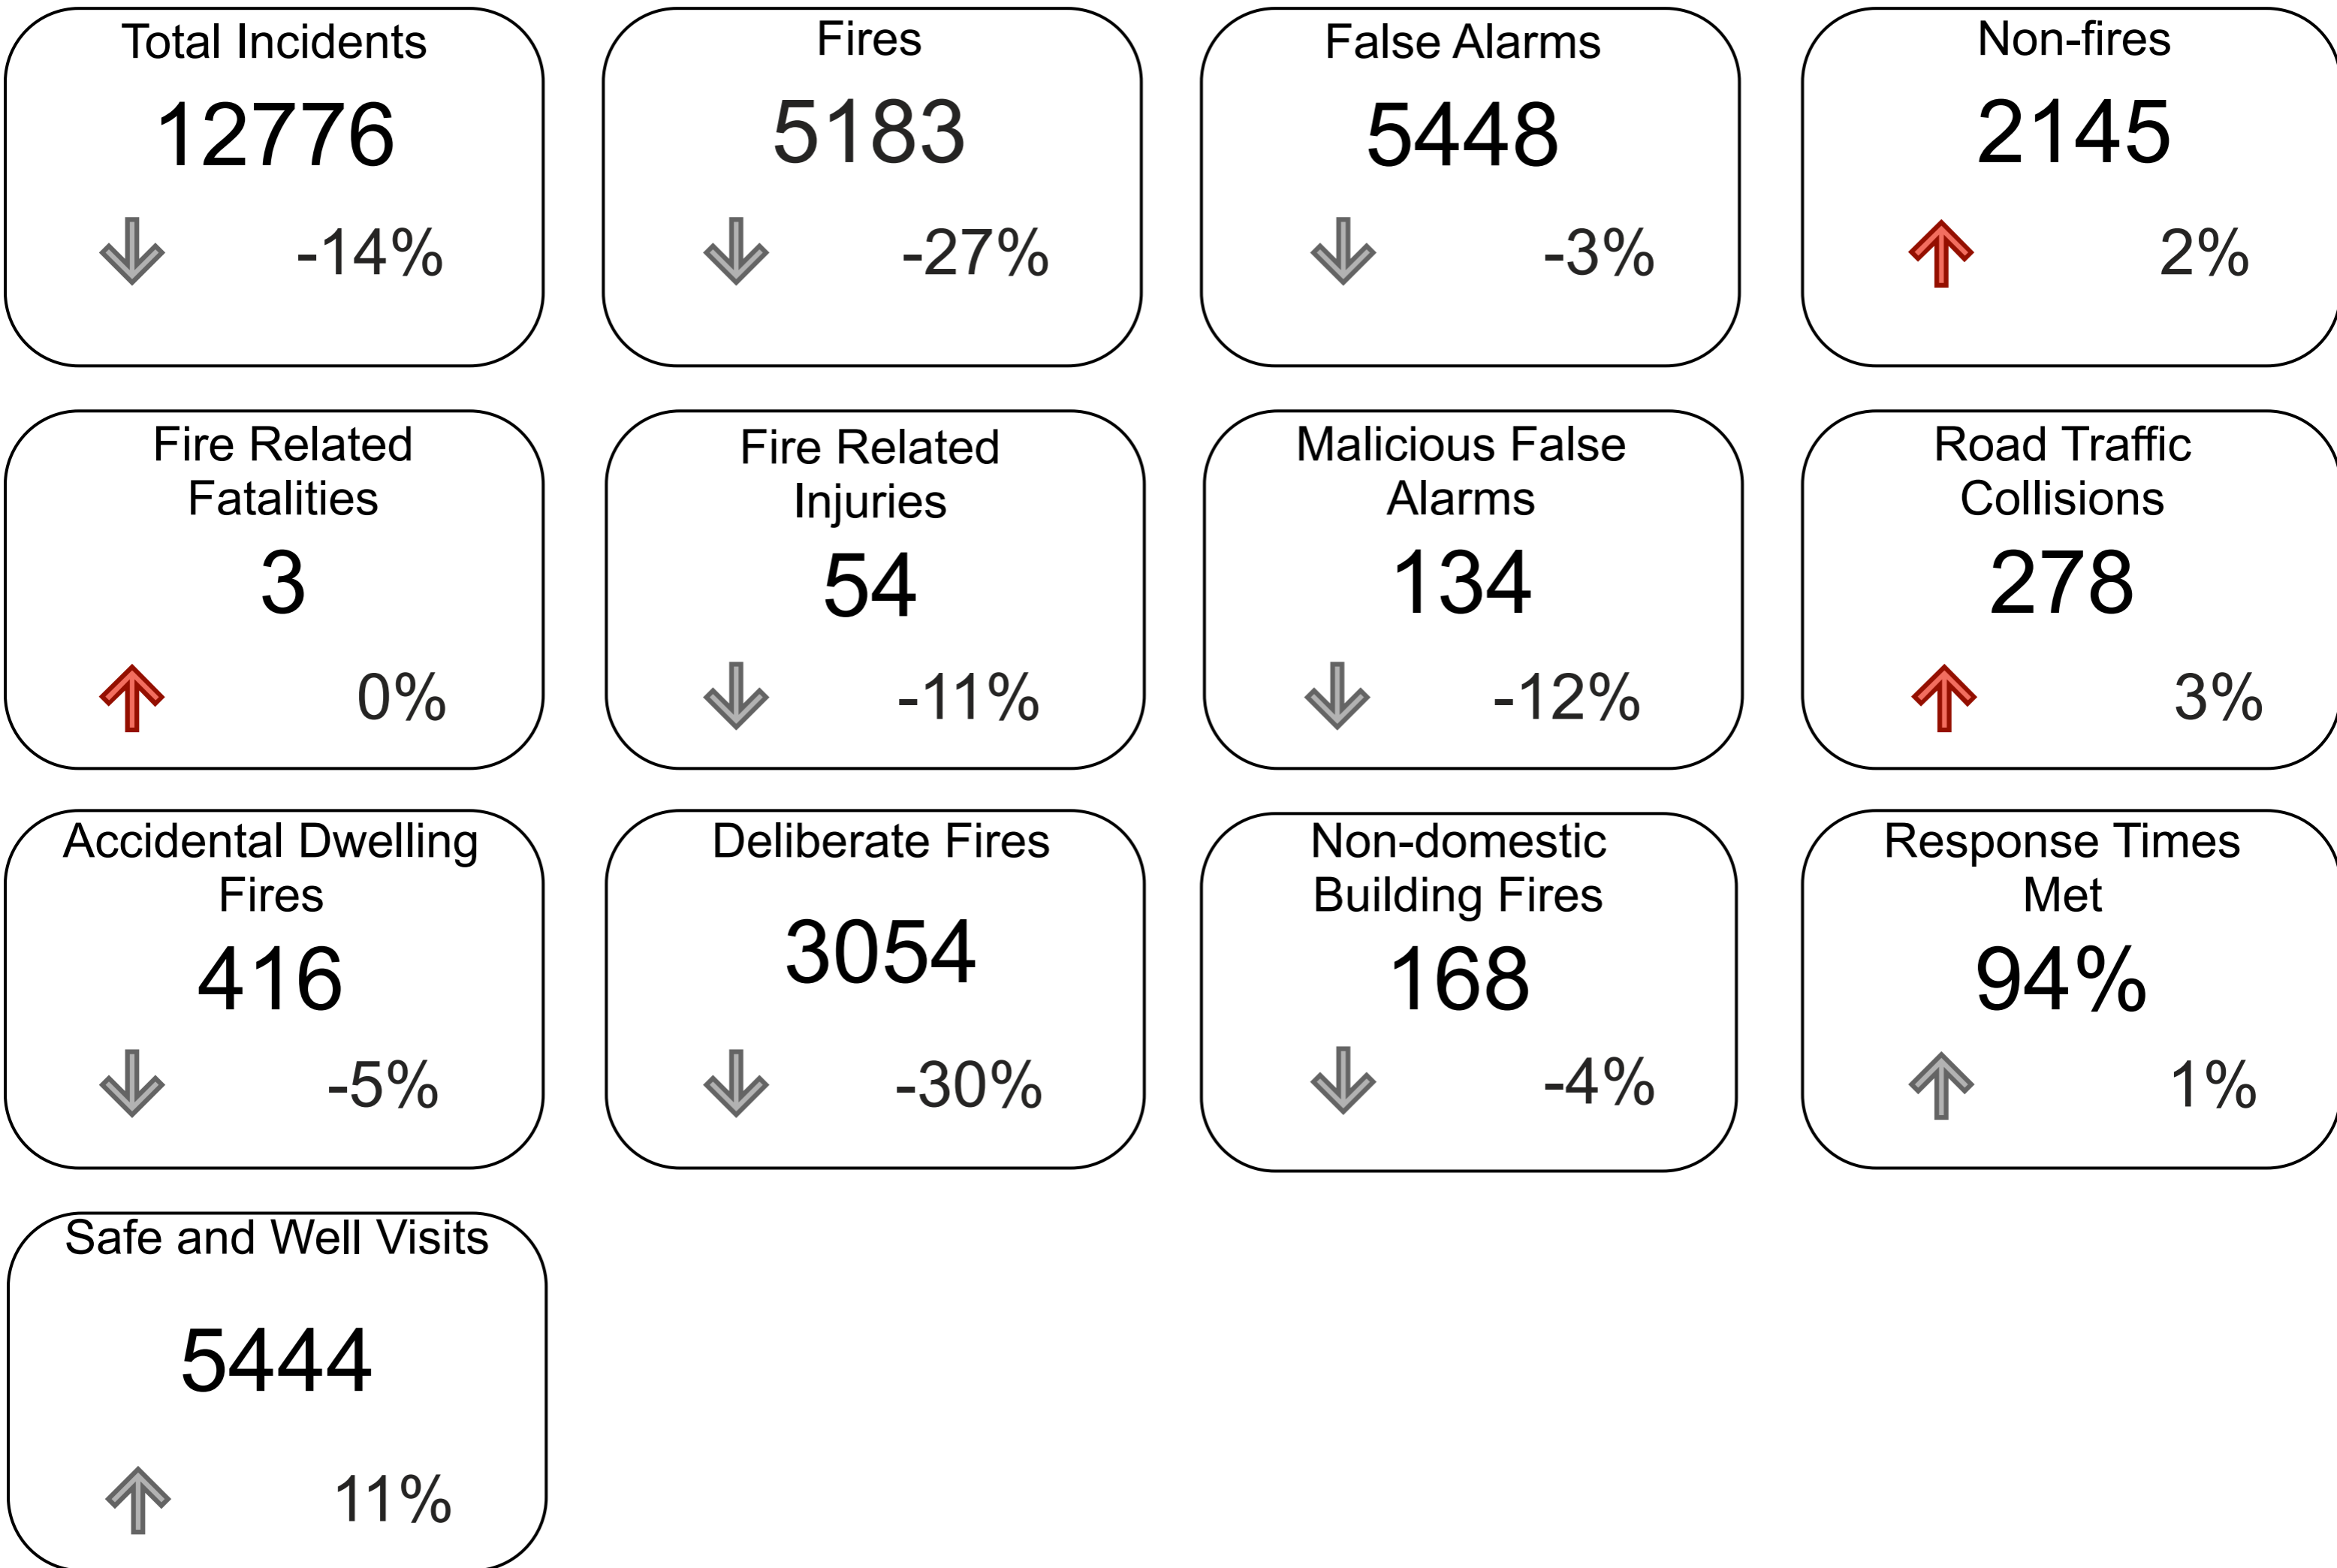 Total Incidents
12776
-14%
Fires
5183
-27%
False Alarms
5448
-3%
Non-fires
2145
2%
Fire Related
Fatalities
3
0%
Fire Related
Injuries
54
-11%
Malicious False
Alarms
134
-12%
Road Traffic
Collisions
278
3%
Accidental Dwelling
Fires
416
-5%
Deliberate Fires
3054
-30%
Non-domestic
Building Fires
168
-4%
Response Times
Met
94%
1%
Safe and Well Visits
5444
11%